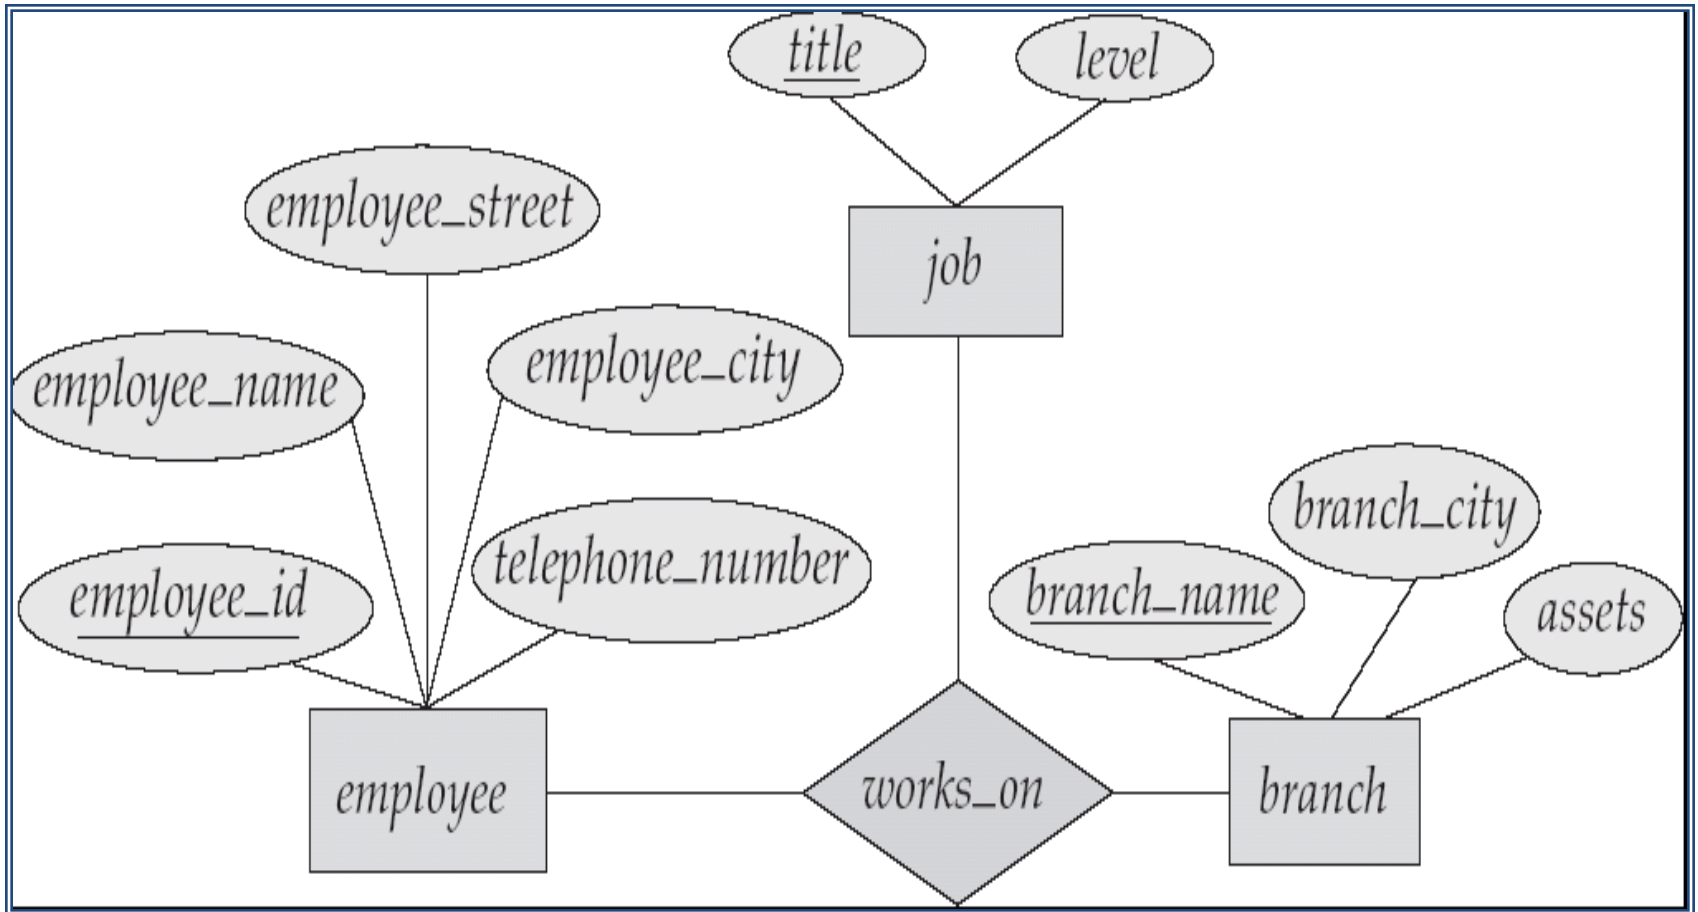 title
level
employee_street
job
employee_name
employee_city
branch_city
employee_id
telephone_number
branch_name
assets
employee
works_on
branch